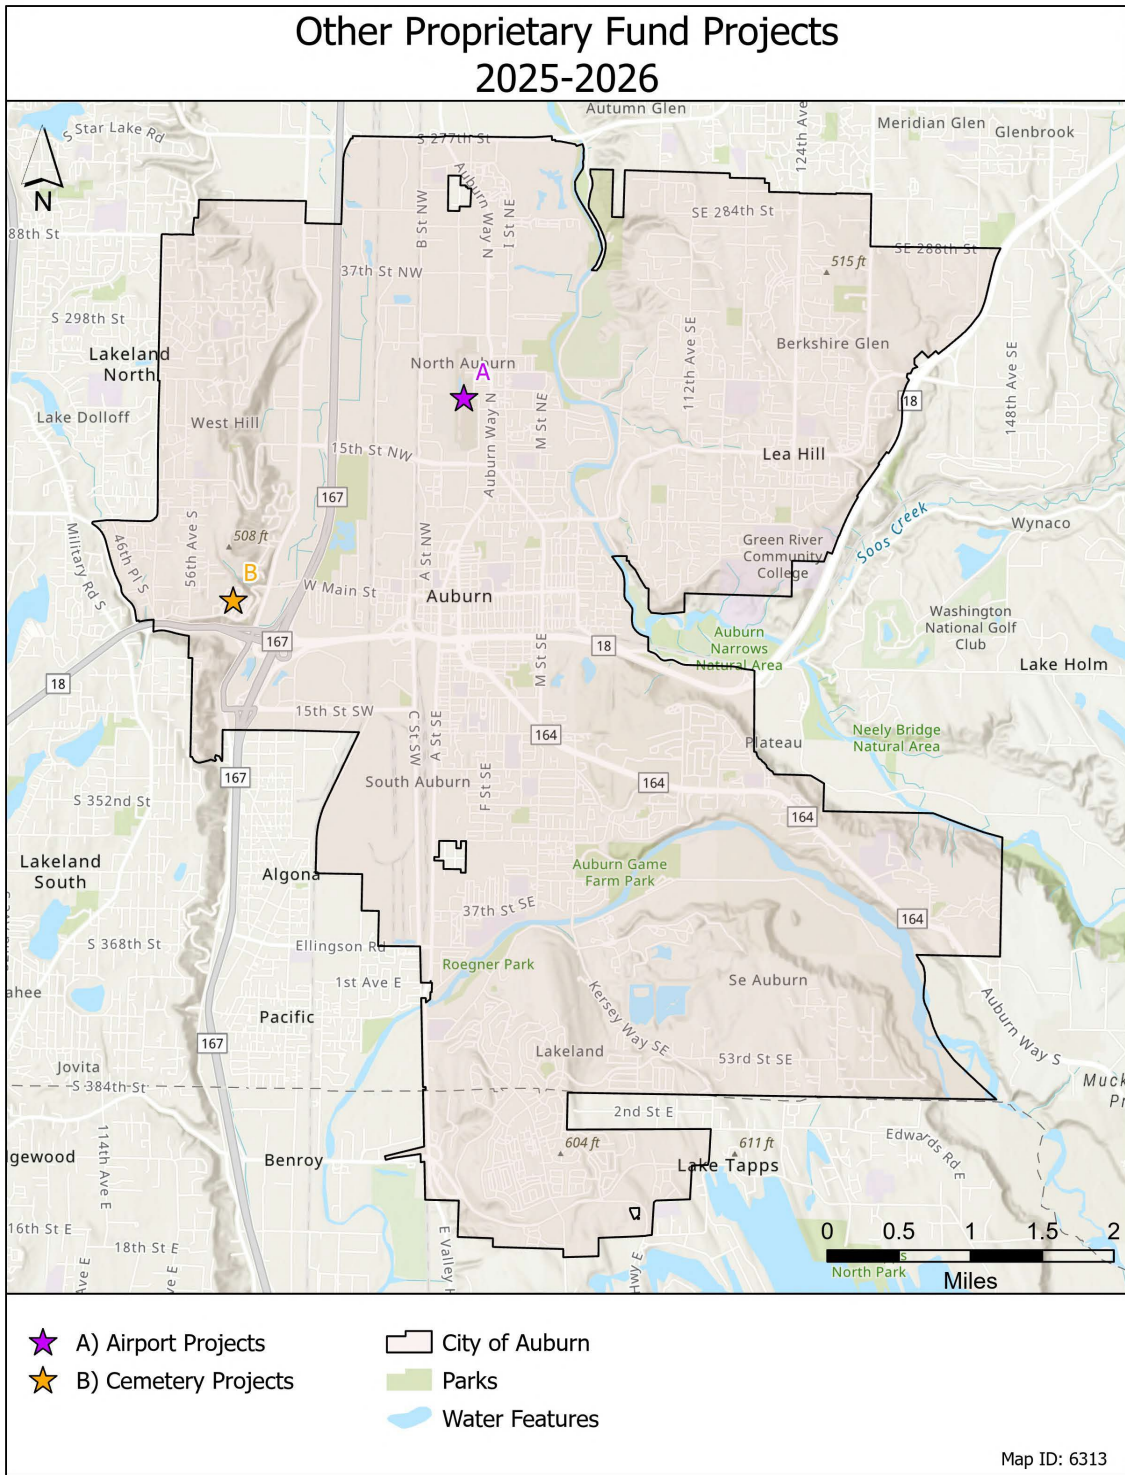 Other Proprietary Fund Projects
2025-2026
Autumn Glen
S Star Lake Rd
S 277th St
124th Ave
Meridian Glen
Glenbrook
N
Auburn Way N
B St NW
I St NE
SE 284th St
88th St
SE 288th St
37th St NW
515 ft
S 298th St
Lakeland
North
North Auburn
A
112th Ave SE
Berkshire Glen
148th Ave SE
18
Lake Dolloff
West Hill
Auburn Way N
M St NE
15th St NW
Lea Hill
167
Military Rd S
46th Pl S
56th Ave S
508 ft
B
A St NW
Green River
Community
College
Soos Creek
Wynaco
W Main St
Auburn
Washington
National Golf
Club
167
18
M St SE
Auburn
Narrows
Natural Area
Lake Holm
18
15th St SW
C St SW
A St SE
164
Plateau
Neely Bridge
Natural Area
167
South Auburn
F St SE
164
S 352nd St
164
Lakeland
South
Algona
Auburn Game
Farm Park
37th St SE
164
S 368th St
Ellingson Rd
Roegner Park
ahee
1st Ave E
Kersey Way SE
Se Auburn
Pacific
Auburn Way S
167
Lakeland
53rd St SE
Jovita
S 384th St
Muck
Pr
2nd St E
114th Ave E
dgewood
Benroy
604 ft
611 ft
Lake Tapps
Edwards Rd E
16th St E
18th St E
Ave E
ve E
E Valley H
Hwy E
0 0.5 1 1.5 2
Miles
s
North Park
A) Airport Projects
B) Cemetery Projects
City of Auburn
Parks
Water Features
Map ID: 6313